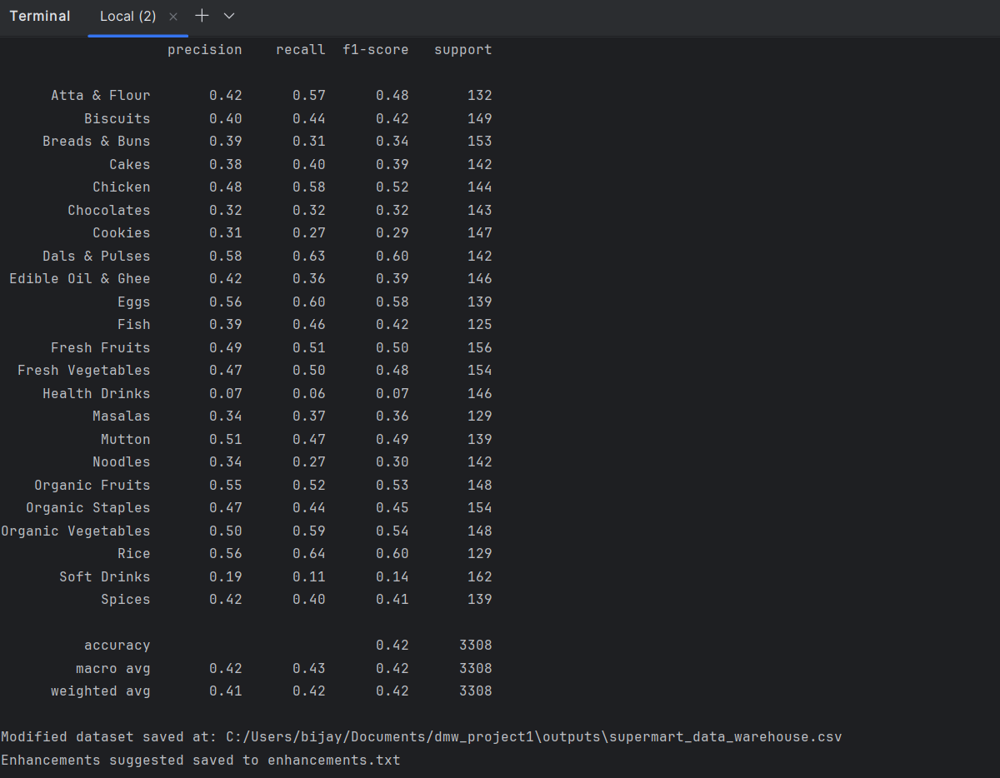 Terminal Local (2) × +
precision recall f1-score support
Atta & Flour 0.42 0.57 0.48 132
Biscuits 0.40 0.44 0.42 149
Breads & Buns 0.39 0.31 0.34 153
Cakes 0.38 0.40 0.39 142
Chicken 0.48 0.58 0.52 144
Chocolates 0.32 0.32 0.32 143
Cookies 0.31 0.27 0.29 147
Dals & Pulses 0.58 0.63 0.60 142
Edible Oil & Ghee 0.42 0.36 0.39 146
Eggs 0.56 0.60 0.58 139
Fish 0.39 0.46 0.42 125
Fresh Fruits 0.49 0.51 0.50 156
Fresh Vegetables 0.47 0.50 0.48 154
Health Drinks 0.07 0.06 0.07 146
Masalas 0.34 0.37 0.36 129
Mutton 0.51 0.47 0.49 139
Noodles 0.34 0.27 0.30 142
Organic Fruits 0.55 0.52 0.53 148
Organic Staples 0.47 0.44 0.45 154
Organic Vegetables 0.50 0.59 0.54 148
Rice 0.56 0.64 0.60 129
Soft Drinks 0.19 0.11 0.14 162
Spices 0.42 0.40 0.41 139
accuracy 0.42 3308
macro avg 0.42 0.43 0.42 3308
weighted avg 0.41 0.42 0.42 3308
Modified dataset saved at: C:/Users/bijay/Documents/dmw_project1\outputs\supermart_data_warehouse.csv
Enhancements suggested saved to enhancements.txt